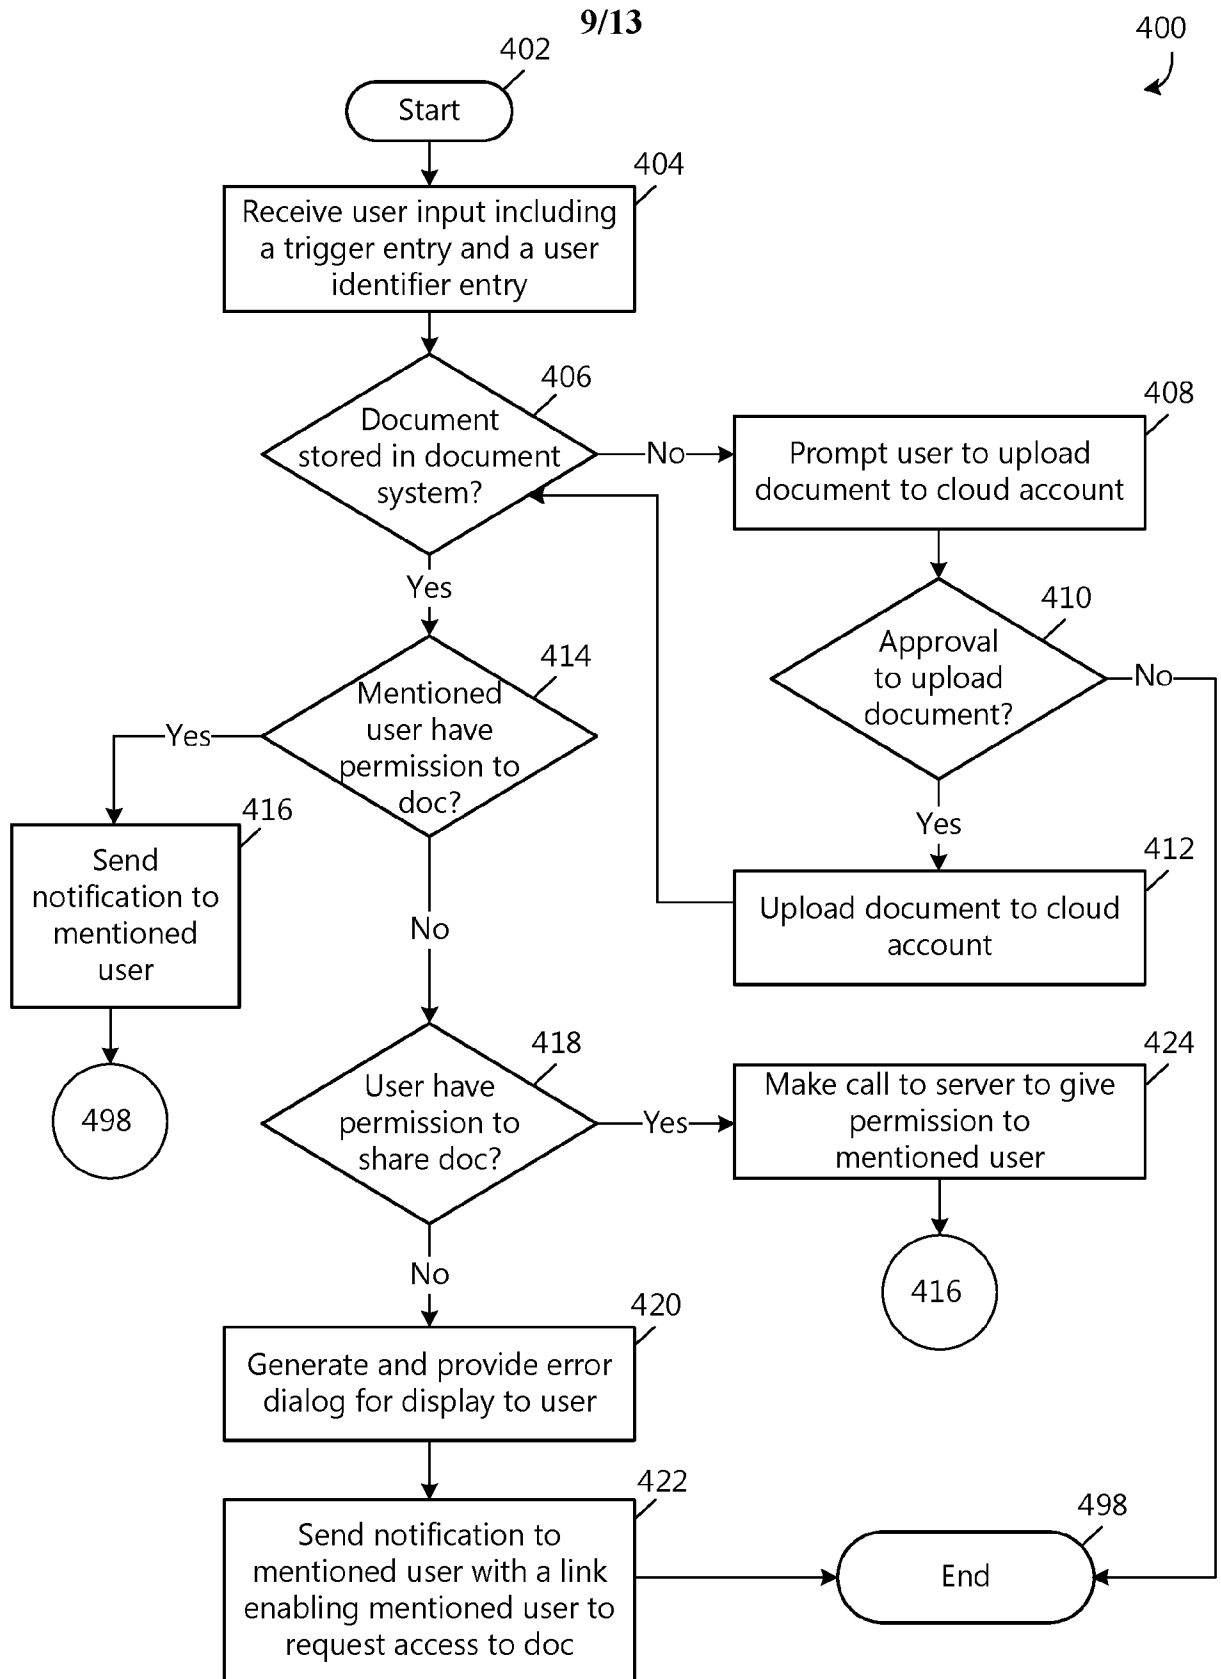 9/13
400
402
Start
404
Receive user input including
a trigger entry and a user
identifier entry
406
Document
stored in document
system?
No
408
Prompt user to upload
document to cloud account
Yes
410
Approval
to upload
document?
No
414
Mentioned
user have
permission to
doc?
Yes
416
Send
notification to
mentioned
user
498
Yes
412
Upload document to cloud
account
No
418
User have
permission to
share doc?
Yes
424
Make call to server to give
permission to
mentioned user
416
No
420
Generate and provide error
dialog for display to user
422
Send notification to
mentioned user with a link
enabling mentioned user to
request access to doc
498
End